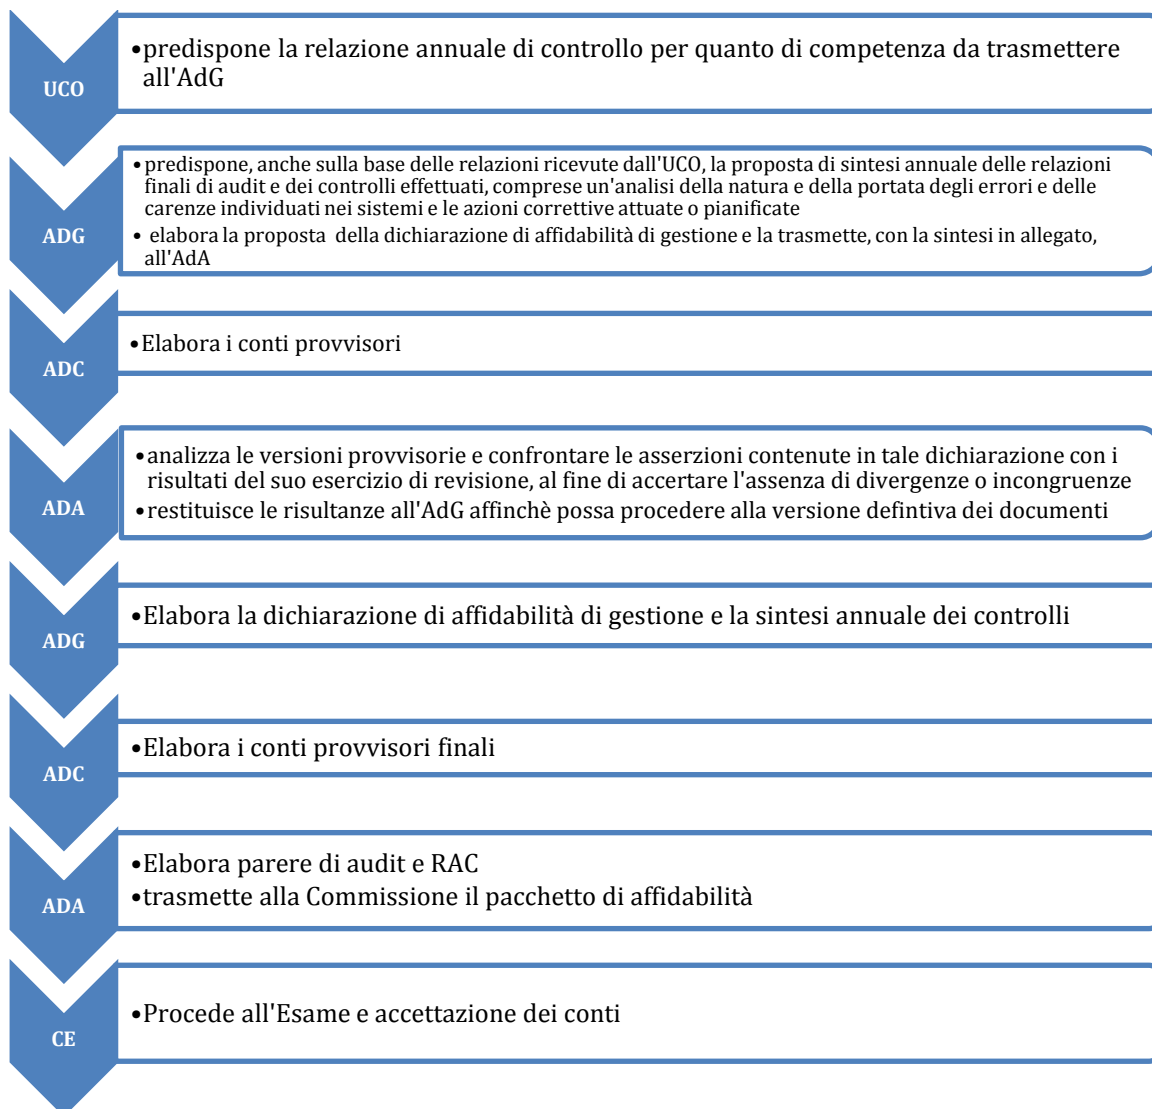 UCO
•predispone la relazione annuale di controllo per quanto di competenza da trasmettere
all'AdG
ADG
•predispone, anche sulla base delle relazioni ricevute dall'UCO, la proposta di sintesi annuale delle relazioni
finali di audit e dei controlli effettuati, comprese un'analisi della natura e della portata degli errori e delle
carenze individuati nei sistemi e le azioni correttive attuate o pianificate
• elabora la proposta della dichiarazione di affidabilità di gestione e la trasmette, con la sintesi in allegato,
all'AdA
ADC
•Elabora i conti provvisori
ADA
•analizza le versioni provvisorie e confrontare le asserzioni contenute in tale dichiarazione con i
risultati del suo esercizio di revisione, al fine di accertare l'assenza di divergenze o incongruenze
•restituisce le risultanze all'AdG affinchè possa procedere alla versione defintiva dei documenti
ADG
•Elabora la dichiarazione di affidabilità di gestione e la sintesi annuale dei controlli
ADC
•Elabora i conti provvisori finali
ADA
•Elabora parere di audit e RAC
•trasmette alla Commissione il pacchetto di affidabilità
CE
•Procede all'Esame e accettazione dei conti